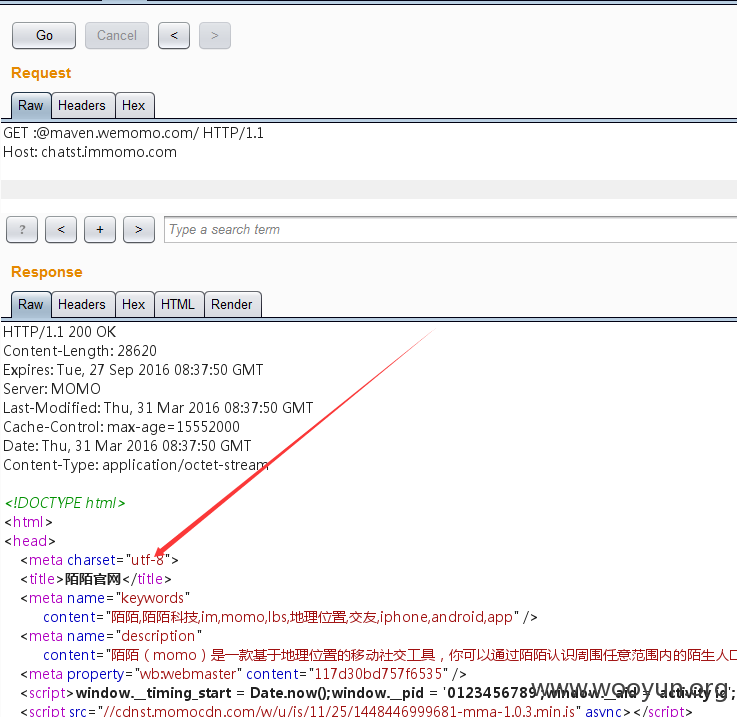 Go Cancel < >
Request
Raw Headers Hex
GET :@maven.wemomo.com/ HTTP/1.1
Host: chatst.immomo.com
? < + > Type a search term
Response
Raw Headers Hex HTML Render
HTTP/1.1 200 OK
Content-Length: 28620
Expires: Tue, 27 Sep 2016 08:37:50 GMT
Server: MOMO
Last-Modified: Thu, 31 Mar 2016 08:37:50 GMT
Cache-Control: max-age=15552000
Date: Thu, 31 Mar 2016 08:37:50 GMT
Content-Type: application/octet-stream
<!DOCTYPE html>
<html>
<head>
<meta charset="utf-8">
<title>陌陌官网</title>
<meta name="keywords"
content="陌陌,陌陌科技,im,momo,lbs,地理位置,交友,iphone,android,app" />
<meta name="description"
content="陌陌（momo）是一款基于地理位置的移动社交工具，你可以通过陌陌认识周围任意范围内的陌生人
<meta property="wb:webmaster" content="117d30bd757f6535" />
<script>window.__timing_start = Date.now();window.__pid = '0123456789';window.__aid = 'activity id';
<script src="//cdnst.momocdn.com/w/u/js/11/25/1448446999681-mma-1.0.3.min.js" async></script>
www.wooyun.org